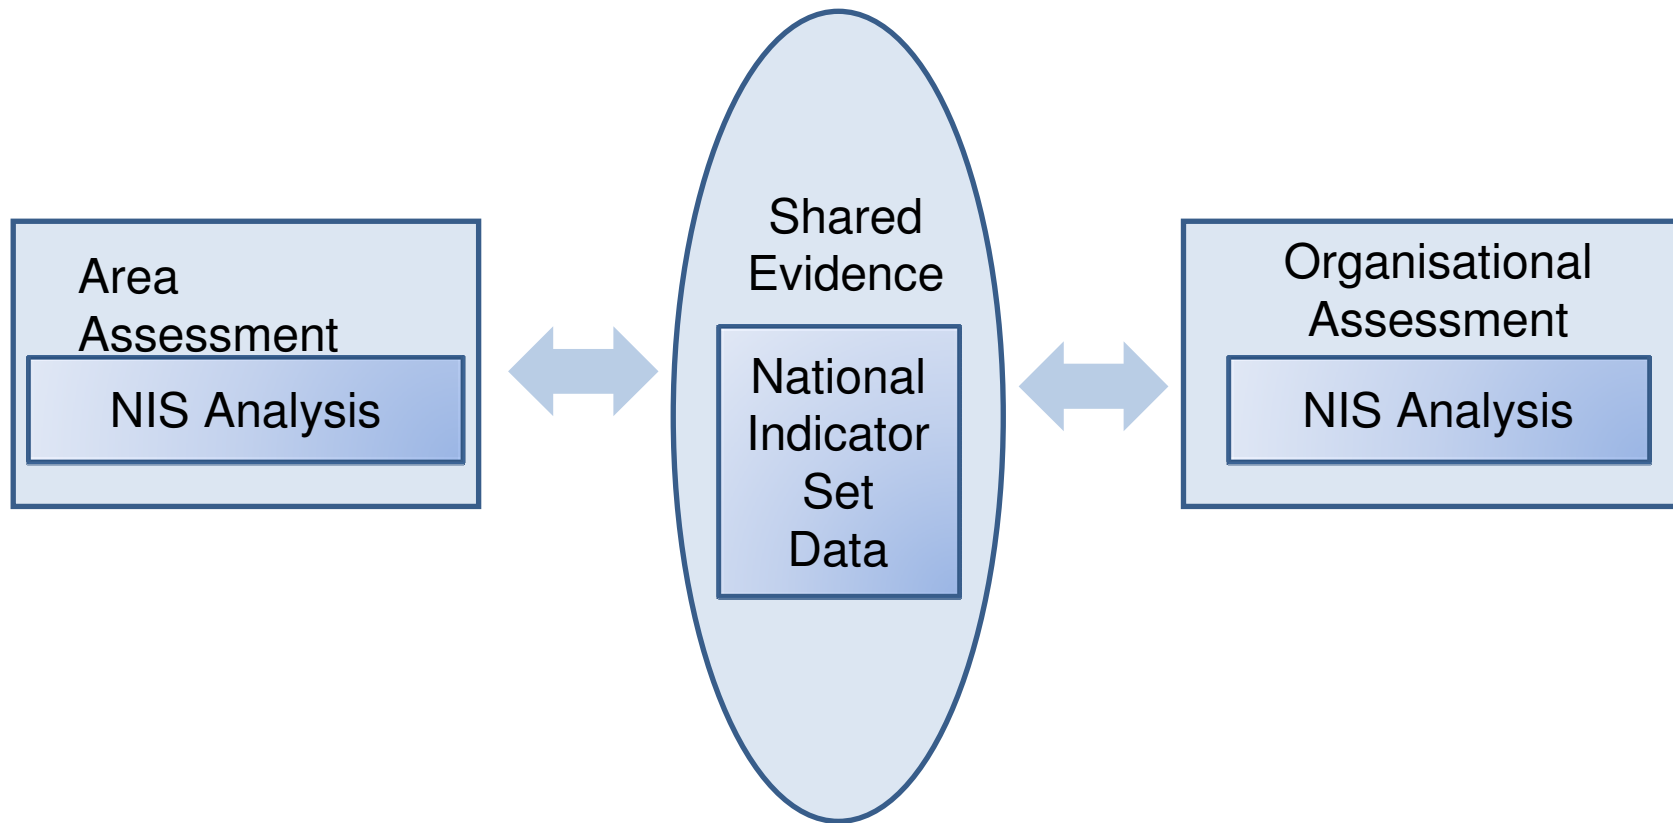 Area
Assessment
NIS Analysis
Shared
Evidence
National
Indicator
Set
Data
Organisational
Assessment
NIS Analysis